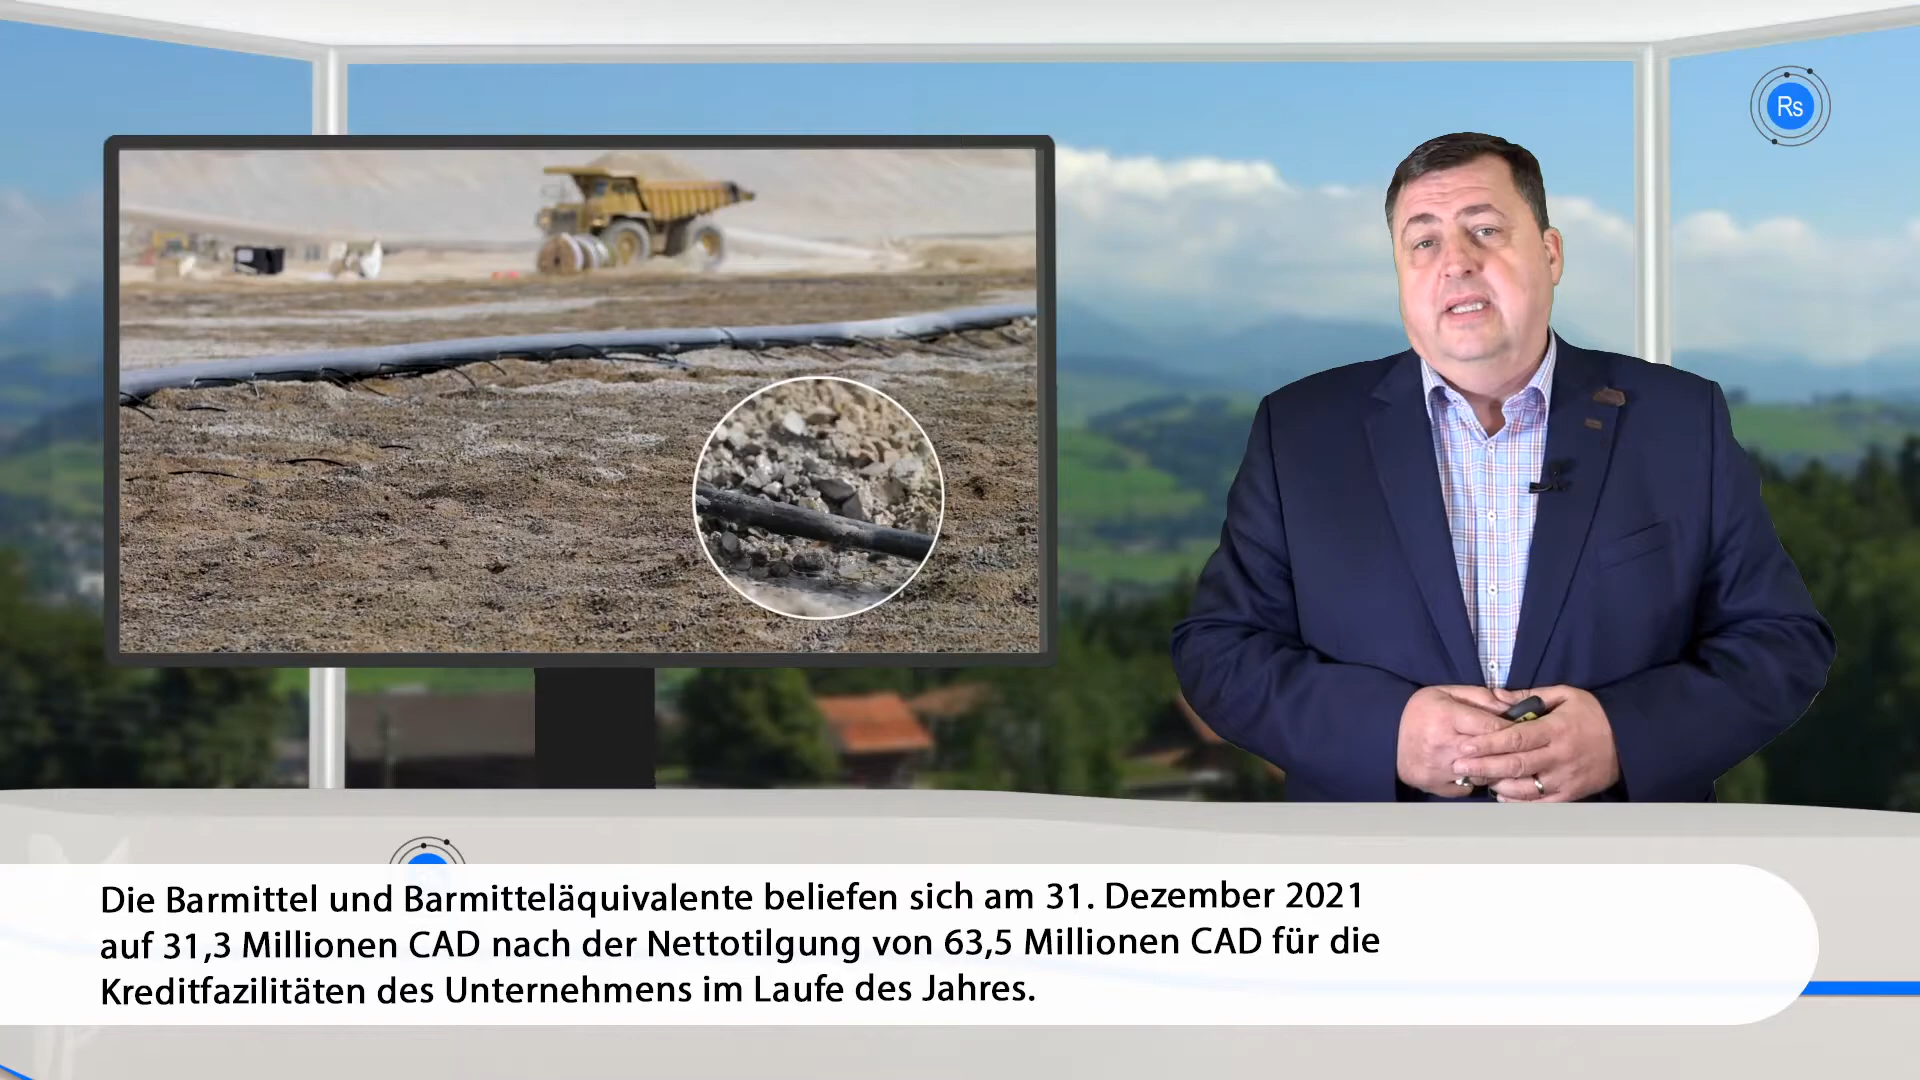 Rs
Die Barmittel und Barmitteläquivalente beliefen sich am 31. Dezember 2021
auf 31,3 Millionen CAD nach der Nettotilgung von 63,5 Millionen CAD für die
Kreditfazilitäten des Unternehmens im Laufe des Jahres.